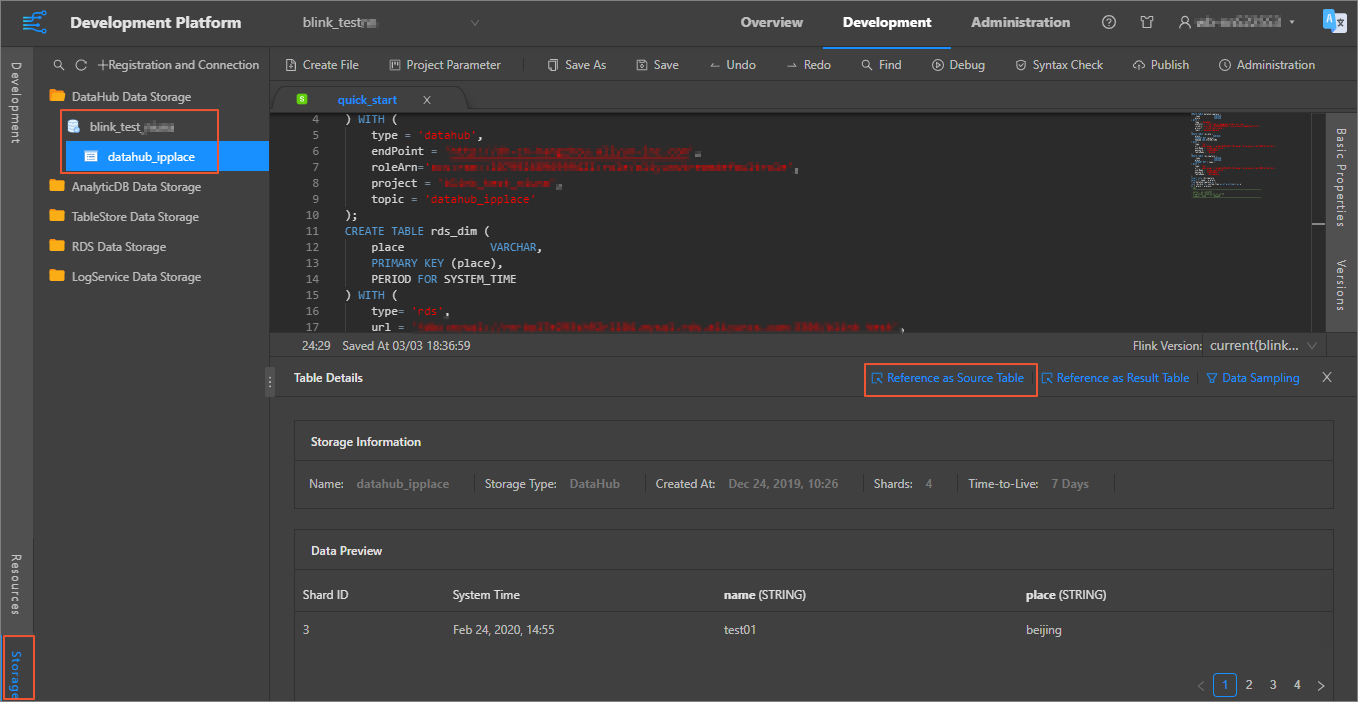 Development Platform
blink_test
Overview
Development
Administration
Development
+Registration and Connection
DataHub Data Storage
blink_test_
datahub_ipplace
AnalyticDB Data Storage
TableStore Data Storage
RDS Data Storage
LogService Data Storage
Resources
Storage
Create File
Project Parameter
Save As
Save
Undo
Redo
Find
Debug
Syntax Check
Publish
Administration
S quick_start X
4 ) WITH (
5 type = 'datahub',
6 endPoint =
7 roleArn='
8 project =
9 topic = 'datahub_ipplace'
10 );
11 CREATE TABLE rds_dim (
12 place VARCHAR,
13 PRIMARY KEY (place),
14 PERIOD FOR SYSTEM_TIME
15 ) WITH (
16 type= 'rds',
17 url =
Basic Properties
Versions
24:29 Saved At 03/03 18:36:59
Flink Version: current(blink...
Table Details
Reference as Source Table
Reference as Result Table
Data Sampling
Storage Information
Name: datahub_ipplace
Storage Type: DataHub
Created At: Dec 24, 2019, 10:26
Shards: 4
Time-to-Live: 7 Days
Data Preview
Shard ID System Time name (STRING) place (STRING)
3 Feb 24, 2020, 14:55 test01 beijing
< 1 2 3 4 >